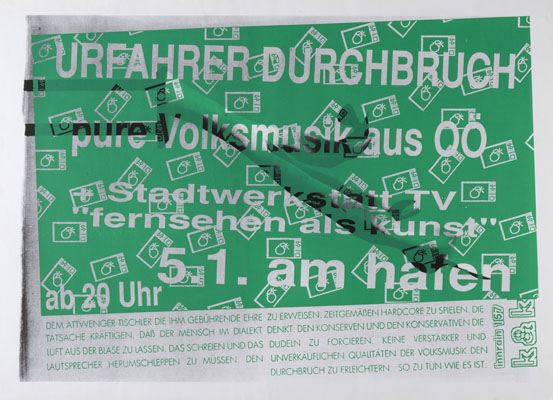 URFAHRER DURCHBRUCH
pure Volksmusik aus OÖ
+ Stadtwerkstatt TV
"fernsehen als kunst"
5.1. am hafen
ab 20 Uhr
DEM ATTWENGER TISCHLER DIE IHM GEBÜHRENDE EHRE ZU ERWEISEN. ZEITGEMÄßEN HARDCORE ZU SPIELEN, DIE
TATSACHE KRÄFTIGEN, DAß DER MENSCH IM DIALEKT DENKT, DEN KONSERVEN UND DEN KONSERVATIVEN DIE
LUFT AUS DER BLASE ZU LASSEN, DAS SCHREIEN UND DAS DUDELN ZU FORCIEREN. KEINE VERSTÄRKER UND
LAUTSPRECHER HERUMSCHLEPPEN ZU MÜSSEN. DEN UNVERKÄUFLICHEN QUALITÄTEN DER VOLKSMUSIK DEN
DURCHBRUCH ZU ERLEICHTERN . SO ZU TUN WIE ES IST.
innrain 157
kök